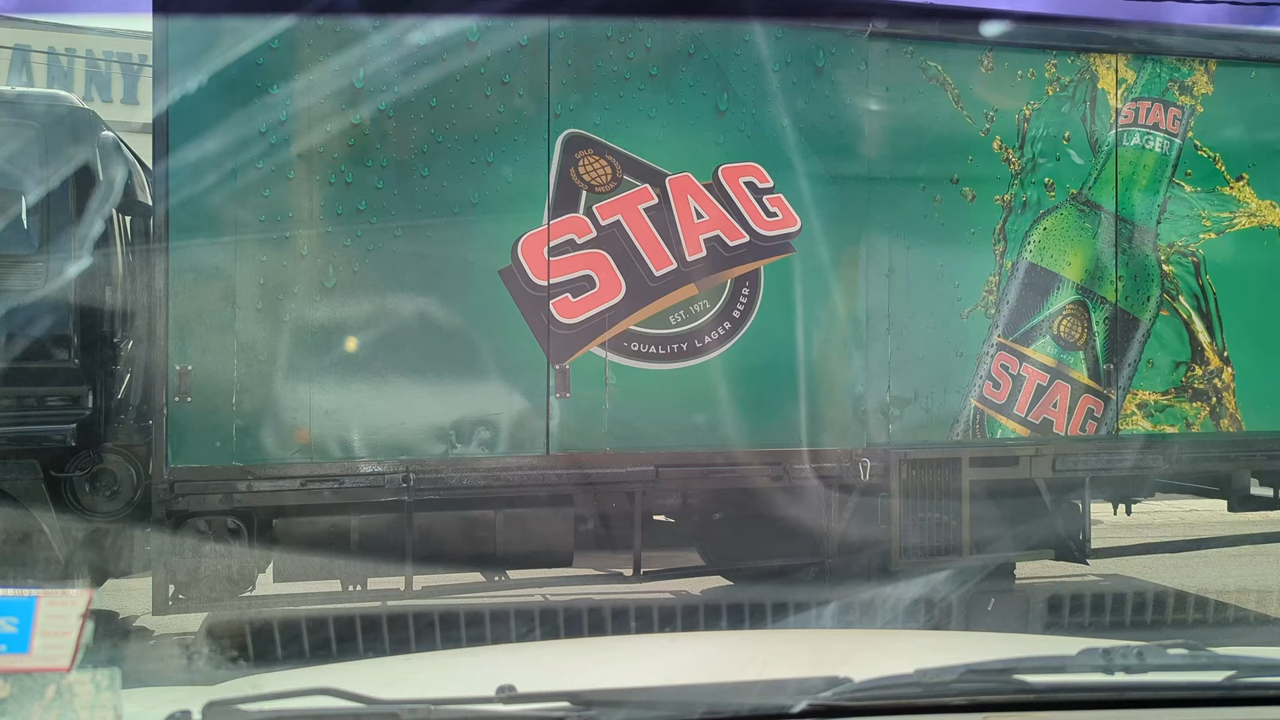 ANNY
GOLD
MEDAL
STAG
EST. 1972
-QUALITY LAGER BEER-
STAG
LAGER
STAG